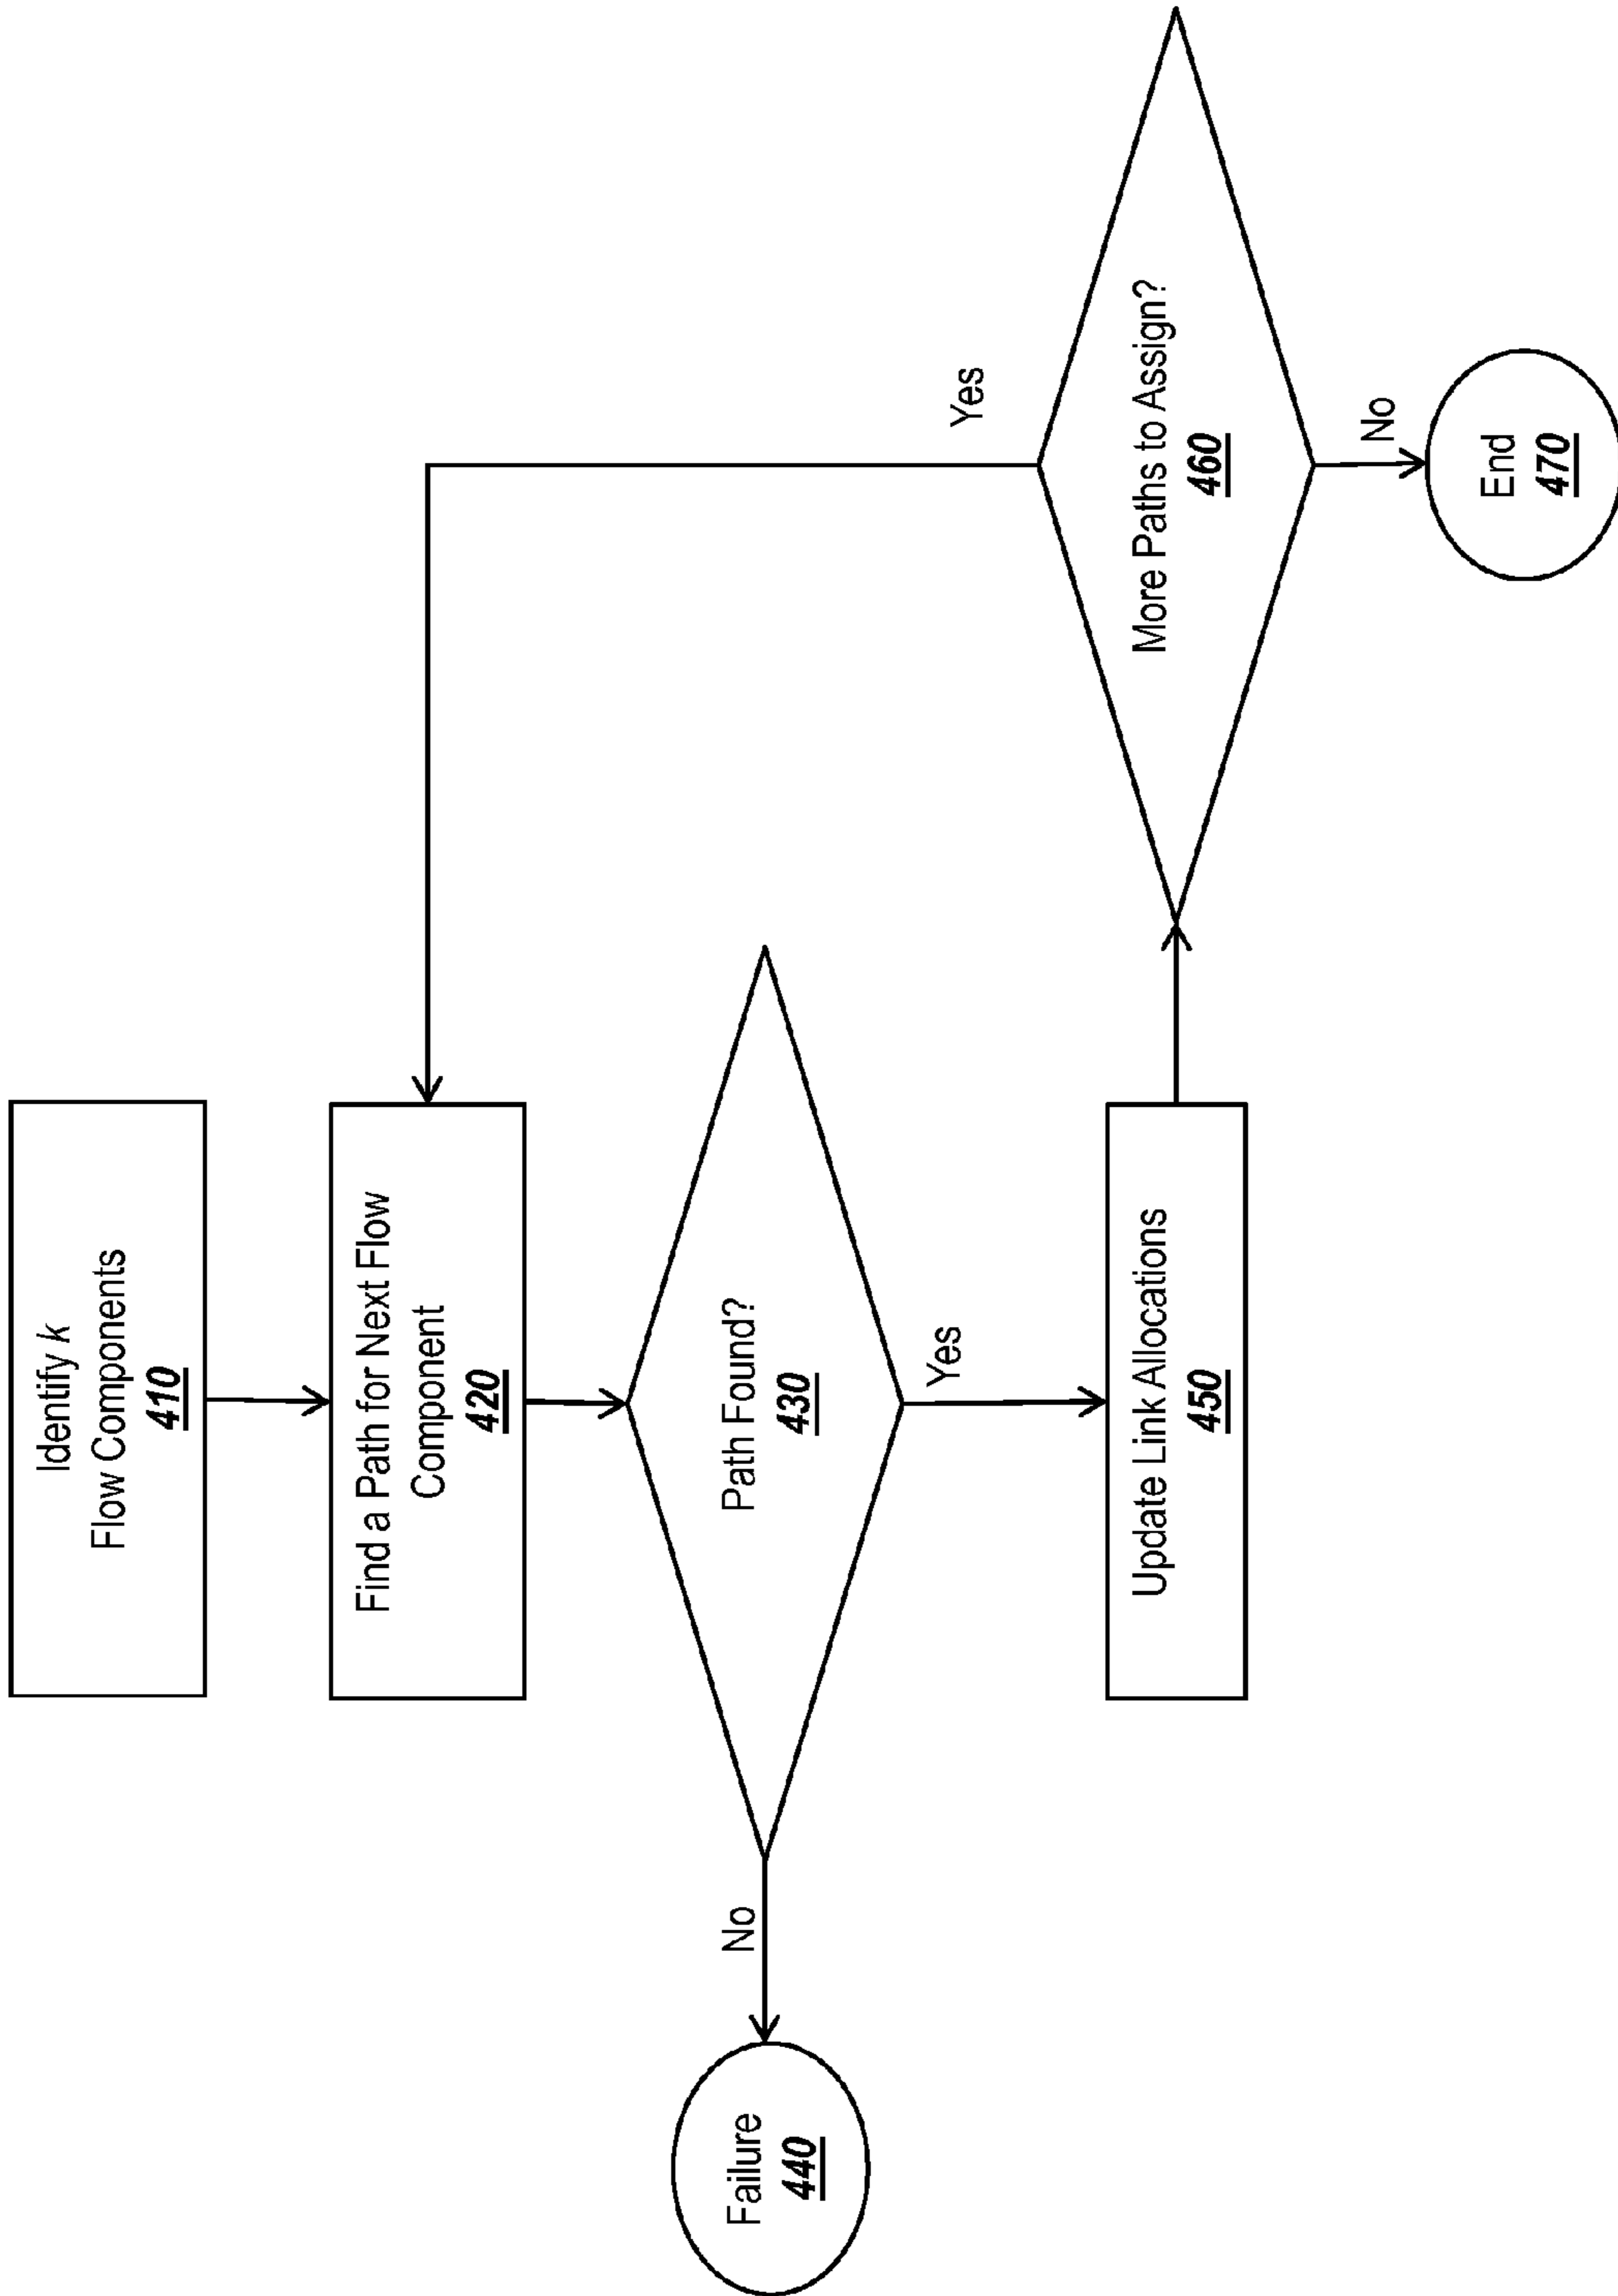 Identify k
Flow Components
410
Find a Path for Next Flow
Component
420
Path Found?
430
No
Failure
440
Yes
Update Link Allocations
450
More Paths to Assign?
460
Yes
No
End
470